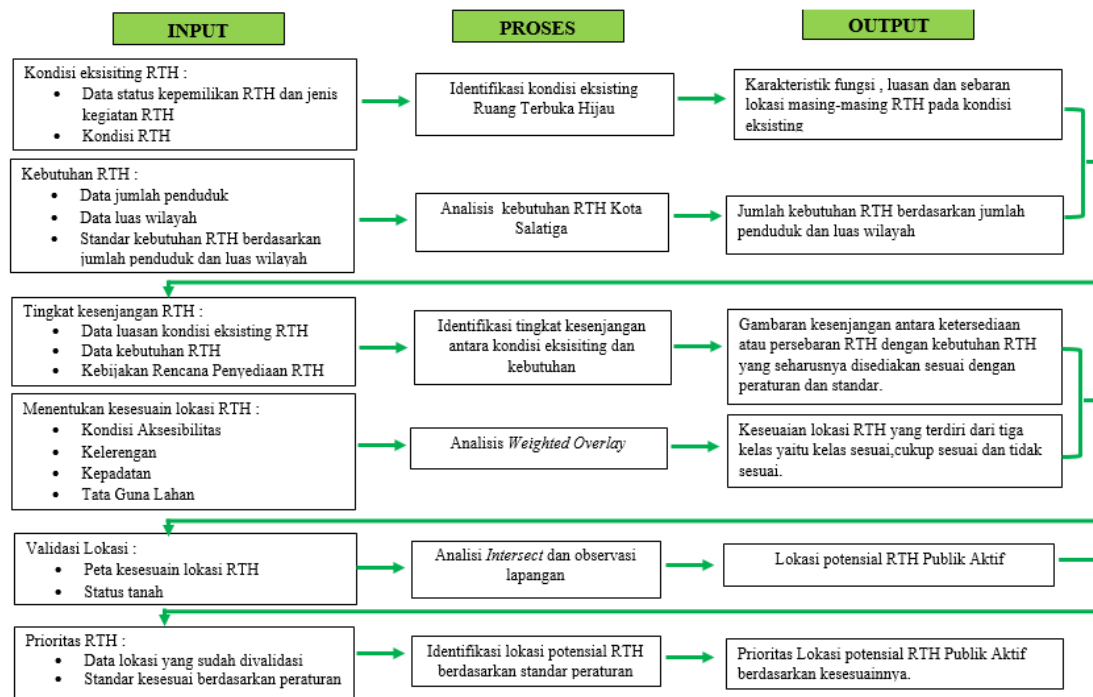 INPUT
PROSES
OUTPUT
Kondisi eksisiting RTH :
• Data status kepemilikan RTH dan jenis
kegiatan RTH
• Kondisi RTH
Identifikasi kondisi eksisting
Ruang Terbuka Hijau
Karakteristik fungsi , luasan dan sebaran
lokasi masing-masing RTH pada kondisi
eksisting
Kebutuhan RTH :
• Data jumlah penduduk
• Data luas wilayah
• Standar kebutuhan RTH berdasarkan
jumlah penduduk dan luas wilayah
Analisis kebutuhan RTH Kota
Salatiga
Jumlah kebutuhan RTH berdasarkan jumlah
penduduk dan luas wilayah
Tingkat kesenjangan RTH :
• Data luasan kondisi eksisting RTH
• Data kebutuhan RTH
• Kebijakan Rencana Penyediaan RTH
Identifikasi tingkat kesenjangan
antara kondisi eksisiting dan
kebutuhan
Gambaran kesenjangan antara ketersediaan
atau persebaran RTH dengan kebutuhan RTH
yang seharusnya disediakan sesuai dengan
peraturan dan standar.
Menentukan kesesuain lokasi RTH :
• Kondisi Aksesibilitas
• Kelerengan
• Kepadatan
• Tata Guna Lahan
Analisis Weighted Overlay
Keseuaian lokasi RTH yang terdiri dari tiga
kelas yaitu kelas sesuai,cukup sesuai dan tidak
sesuai.
Validasi Lokasi :
• Peta kesesuain lokasi RTH
• Status tanah
Analisi Intersect dan observasi
lapangan
Lokasi potensial RTH Publik Aktif
Prioritas RTH :
• Data lokasi yang sudah divalidasi
• Standar kesesuai berdasarkan peraturan
Identifikasi lokasi potensial RTH
berdasarkan standar peraturan
Prioritas Lokasi potensial RTH Publik Aktif
berdasarkan kesesuainnya.